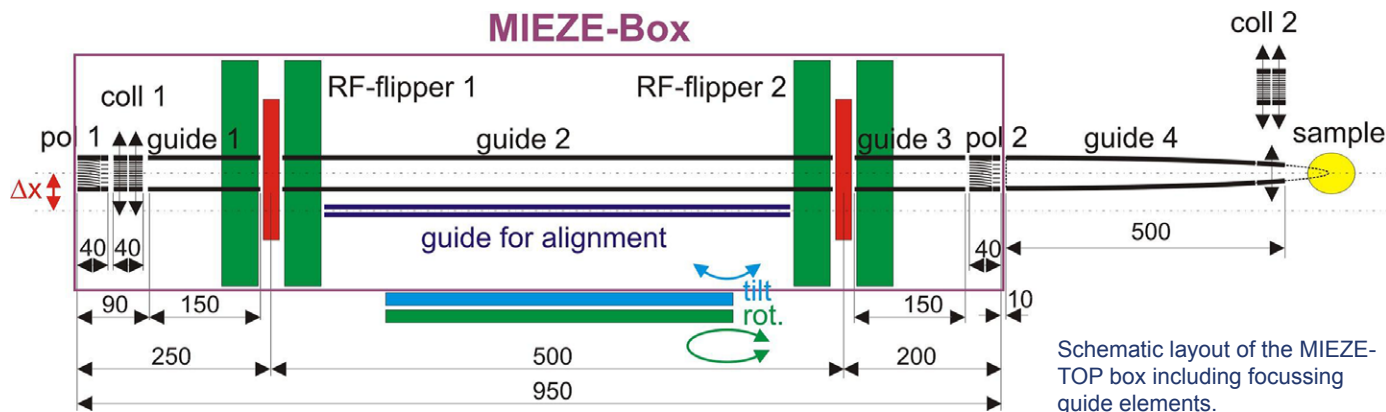 MIEZE-Box
coll 2
coll 1
RF-flipper 1
RF-flipper 2
pol 1
guide 1
guide 2
guide 3
pol 2
guide 4
sample
Δx
guide for alignment
40
40
40
500
tilt
rot.
90
150
150
10
250
500
200
950
Schematic layout of the MIEZE-
TOP box including focussing
guide elements.